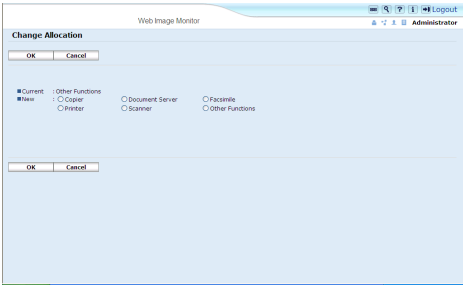 Logout
Web Image Monitor
Administrator
Change Allocation
OK Cancel
Current : Other Functions
New : Copier Document Server Facsimile
Printer Scanner Other Functions
OK Cancel